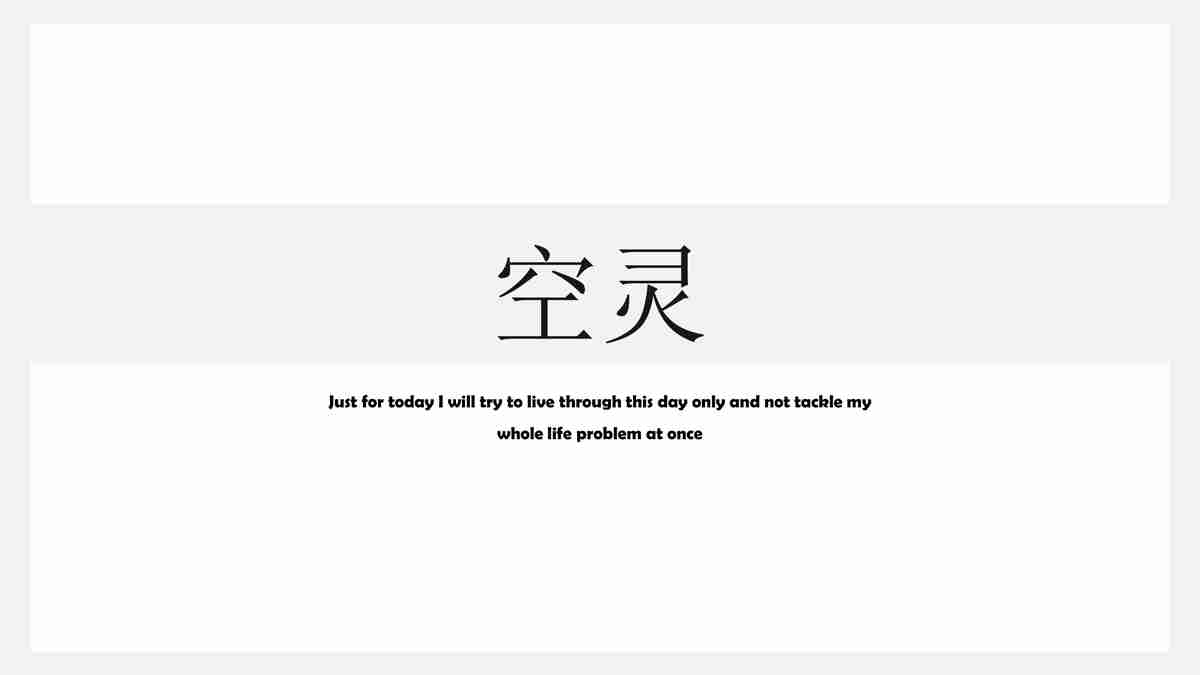 空灵
Just for today I will try to live through this day only and not tackle my
whole life problem at once